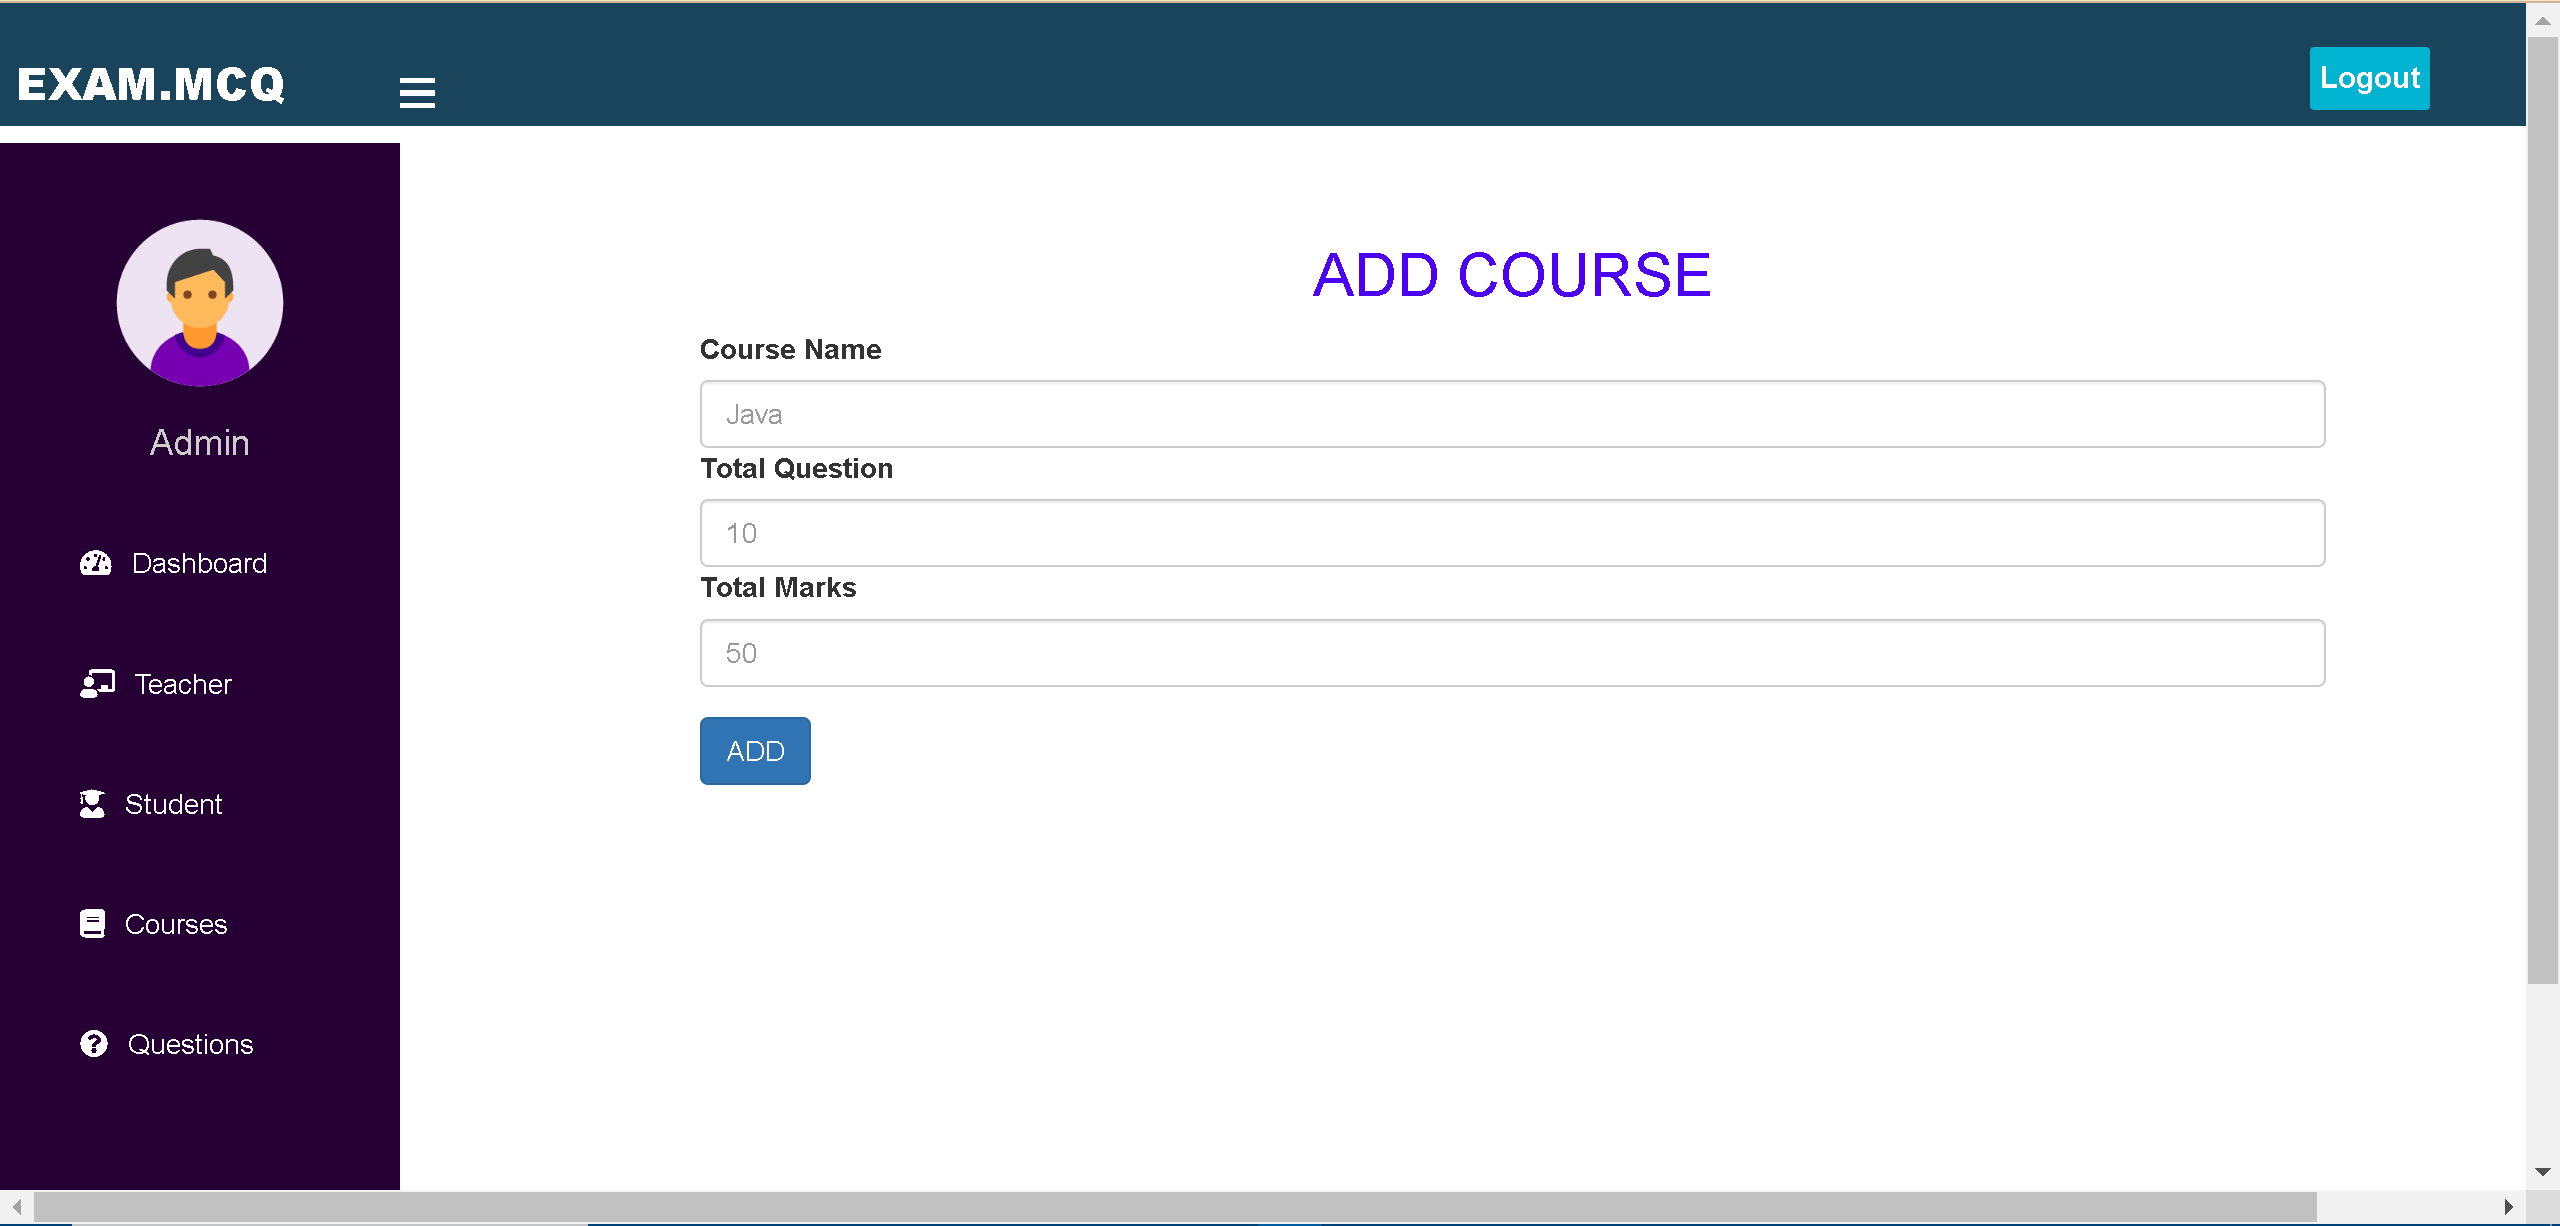 EXAM.MCQ
Logout
Admin
Dashboard
Teacher
Student
Courses
Questions
ADD COURSE
Course Name
Java
Total Question
10
Total Marks
50
ADD